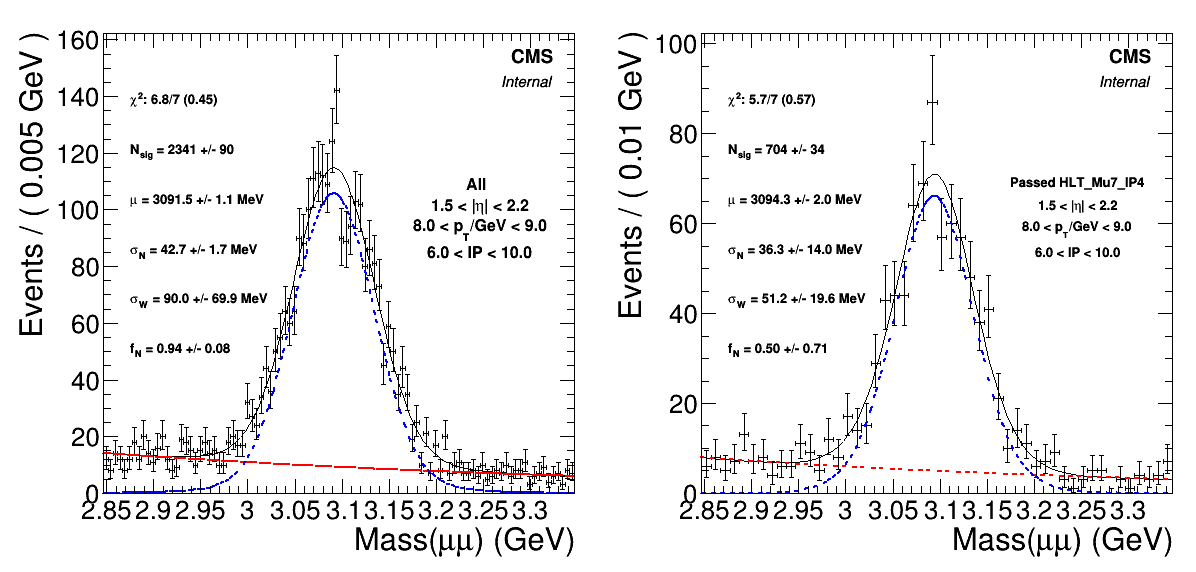 Events / ( 0.005 GeV )
160
140
120
100
80
60
40
20
0
CMS
Internal
χ²: 6.8/7 (0.45)
N_sig = 2341 +/- 90
μ = 3091.5 +/- 1.1 MeV
σ_N = 42.7 +/- 1.7 MeV
σ_W = 90.0 +/- 69.9 MeV
f_N = 0.94 +/- 0.08
All
1.5 < |η| < 2.2
8.0 < p_T/GeV < 9.0
6.0 < IP < 10.0
2.85 2.9 2.95 3 3.05 3.1 3.15 3.2 3.25 3.3
Mass(μμ) (GeV)
Events / ( 0.01 GeV )
100
80
60
40
20
0
CMS
Internal
χ²: 5.7/7 (0.57)
N_sig = 704 +/- 34
μ = 3094.3 +/- 2.0 MeV
σ_N = 36.3 +/- 14.0 MeV
σ_W = 51.2 +/- 19.6 MeV
f_N = 0.50 +/- 0.71
Passed HLT_Mu7_IP4
1.5 < |η| < 2.2
8.0 < p_T/GeV < 9.0
6.0 < IP < 10.0
2.85 2.9 2.95 3 3.05 3.1 3.15 3.2 3.25 3.3
Mass(μμ) (GeV)